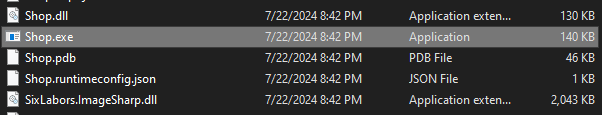 Shop.dll 7/22/2024 8:42 PM Application exten... 130 KB
Shop.exe 7/22/2024 8:42 PM Application 140 KB
Shop.pdb 7/22/2024 8:42 PM PDB File 46 KB
Shop.runtimeconfig.json 7/22/2024 8:42 PM JSON File 1 KB
SixLabors.ImageSharp.dll 7/22/2024 8:42 PM Application exten... 2,043 KB